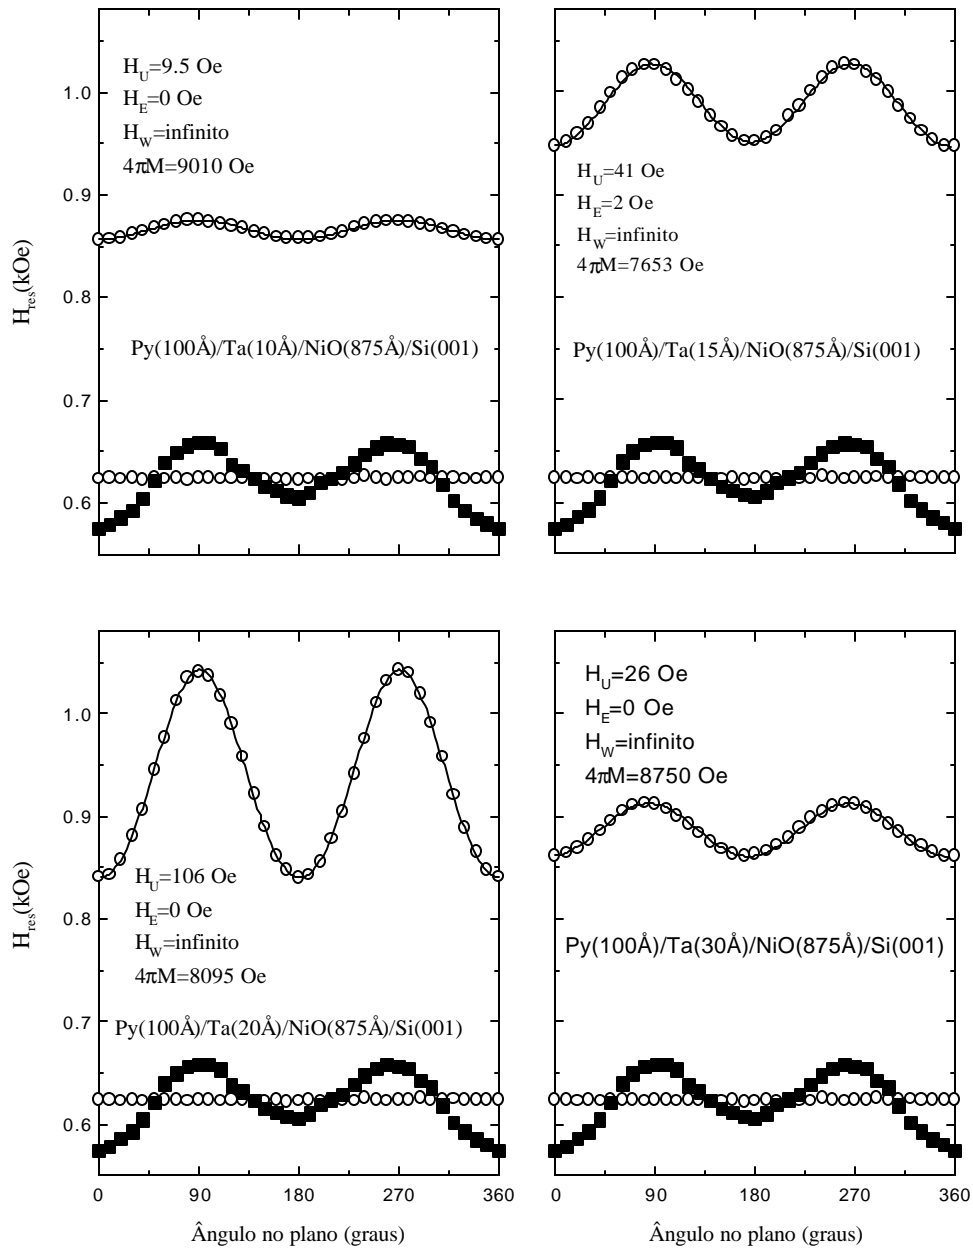 H_U=9.5 Oe
H_E=0 Oe
H_W=infinito
4πM=9010 Oe
1.0
0.9
0.8
0.7
0.6
H_res(kOe)
Py(100Å)/Ta(10Å)/NiO(875Å)/Si(001)
H_U=41 Oe
H_E=2 Oe
H_W=infinito
4πM=7653 Oe
Py(100Å)/Ta(15Å)/NiO(875Å)/Si(001)
1.0
0.9
0.8
0.7
0.6
H_res(kOe)
H_U=106 Oe
H_E=0 Oe
H_W=infinito
4πM=8095 Oe
Py(100Å)/Ta(20Å)/NiO(875Å)/Si(001)
0 90 180 270 360
Ângulo no plano (graus)
H_U=26 Oe
H_E=0 Oe
H_W=infinito
4πM=8750 Oe
Py(100Å)/Ta(30Å)/NiO(875Å)/Si(001)
0 90 180 270 360
Ângulo no plano (graus)